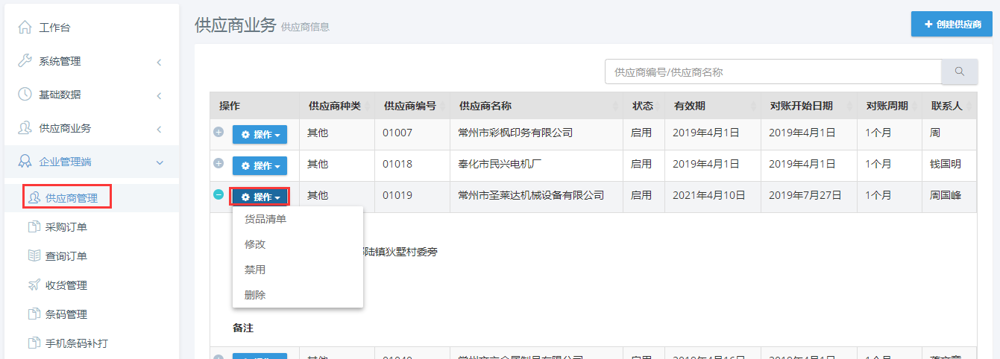 工作台
系统管理
基础数据
供应商业务
企业管理端
供应商管理
采购订单
查询订单
收货管理
条码管理
手机条码补打
供应商业务 供应商信息
创建供应商
供应商编号/供应商名称
操作 供应商种类 供应商编号 供应商名称 状态 有效期 对账开始日期 对账周期 联系人
操作 其他 01007 常州市彩枫印务有限公司 启用 2019年4月1日 2019年4月1日 1个月 周
操作 其他 01018 奉化市民兴电机厂 启用 2019年4月1日 2019年4月1日 1个月 钱国明
操作 其他 01019 常州市圣莱达机械设备有限公司 启用 2021年4月10日 2019年7月27日 1个月 周国峰
货品清单
修改
陆镇狄墅村委旁
禁用
删除
备注